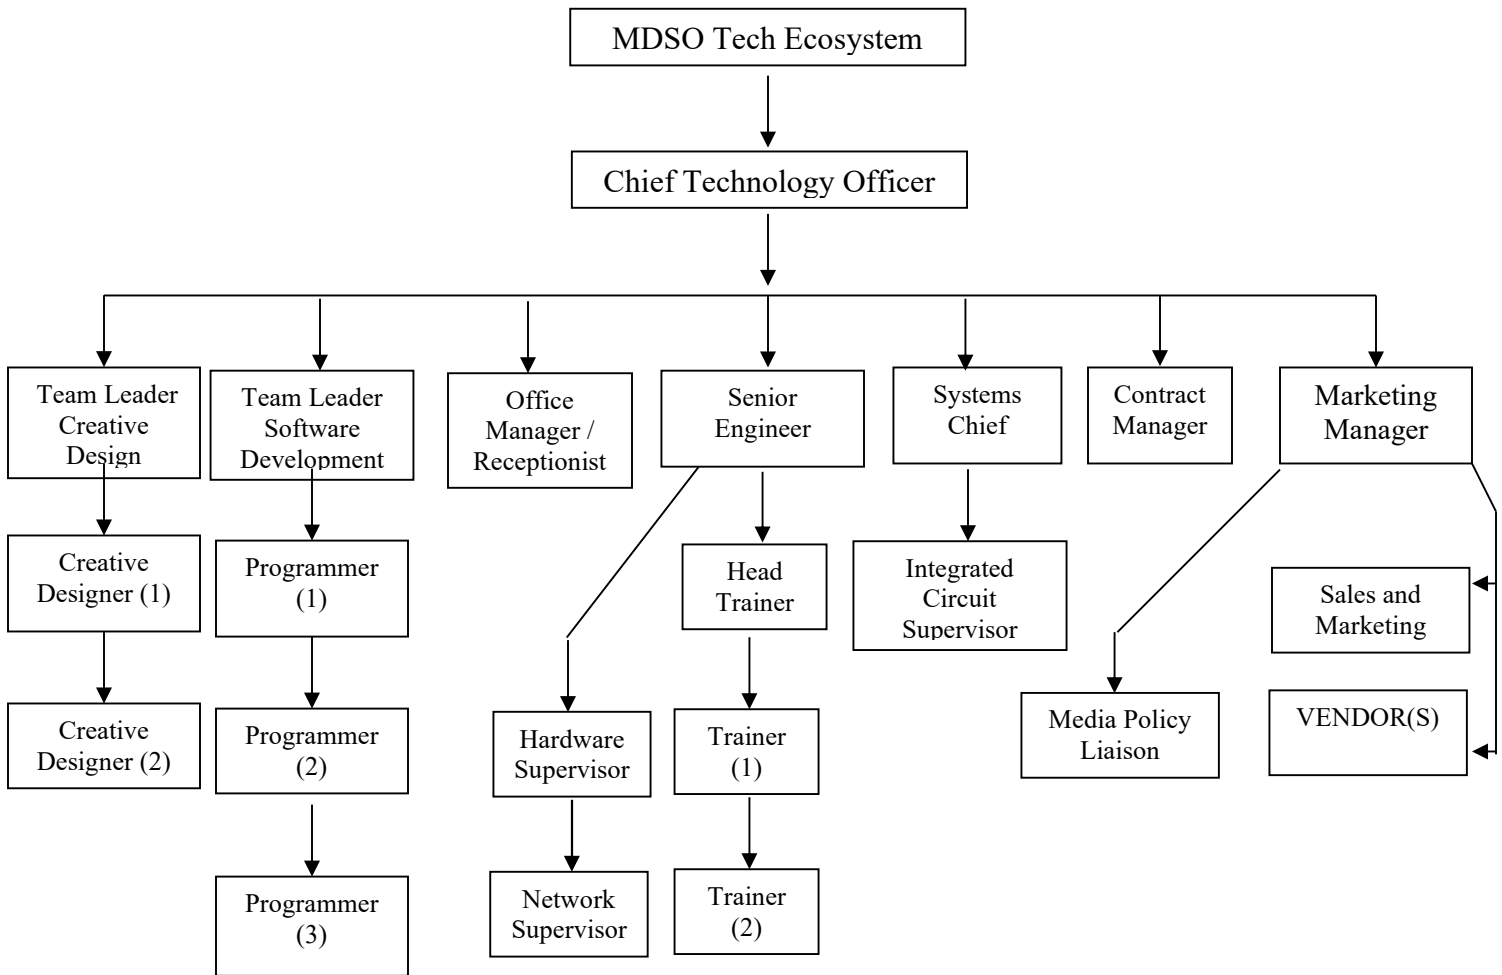 MDSO Tech Ecosystem
Chief Technology Officer
Team Leader
Creative
Design
Team Leader
Software
Development
Office
Manager /
Receptionist
Senior
Engineer
Systems
Chief
Contract
Manager
Marketing
Manager
Creative
Designer (1)
Programmer
(1)
Head
Trainer
Integrated
Circuit
Supervisor
Sales and
Marketing
Creative
Designer (2)
Programmer
(2)
Hardware
Supervisor
Trainer
(1)
Media Policy
Liaison
VENDOR(S)
Programmer
(3)
Network
Supervisor
Trainer
(2)